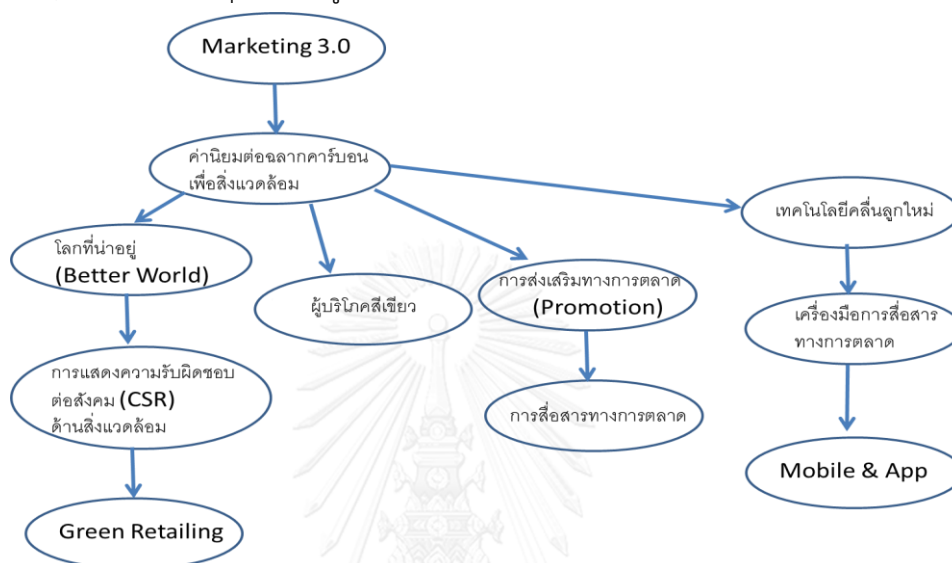 Marketing 3.0
ค่านิยมต่อฉลากคาร์บอน
เพื่อสิ่งแวดล้อม
เทคโนโลยีคลื่นลูกใหม่
โลกที่น่าอยู่
(Better World)
ผู้บริโภคสีเขียว
การส่งเสริมทางการตลาด
(Promotion)
เครื่องมือการสื่อสาร
ทางการตลาด
การแสดงความรับผิดชอบ
ต่อสังคม (CSR)
ด้านสิ่งแวดล้อม
การสื่อสารทางการตลาด
Mobile & App
Green Retailing